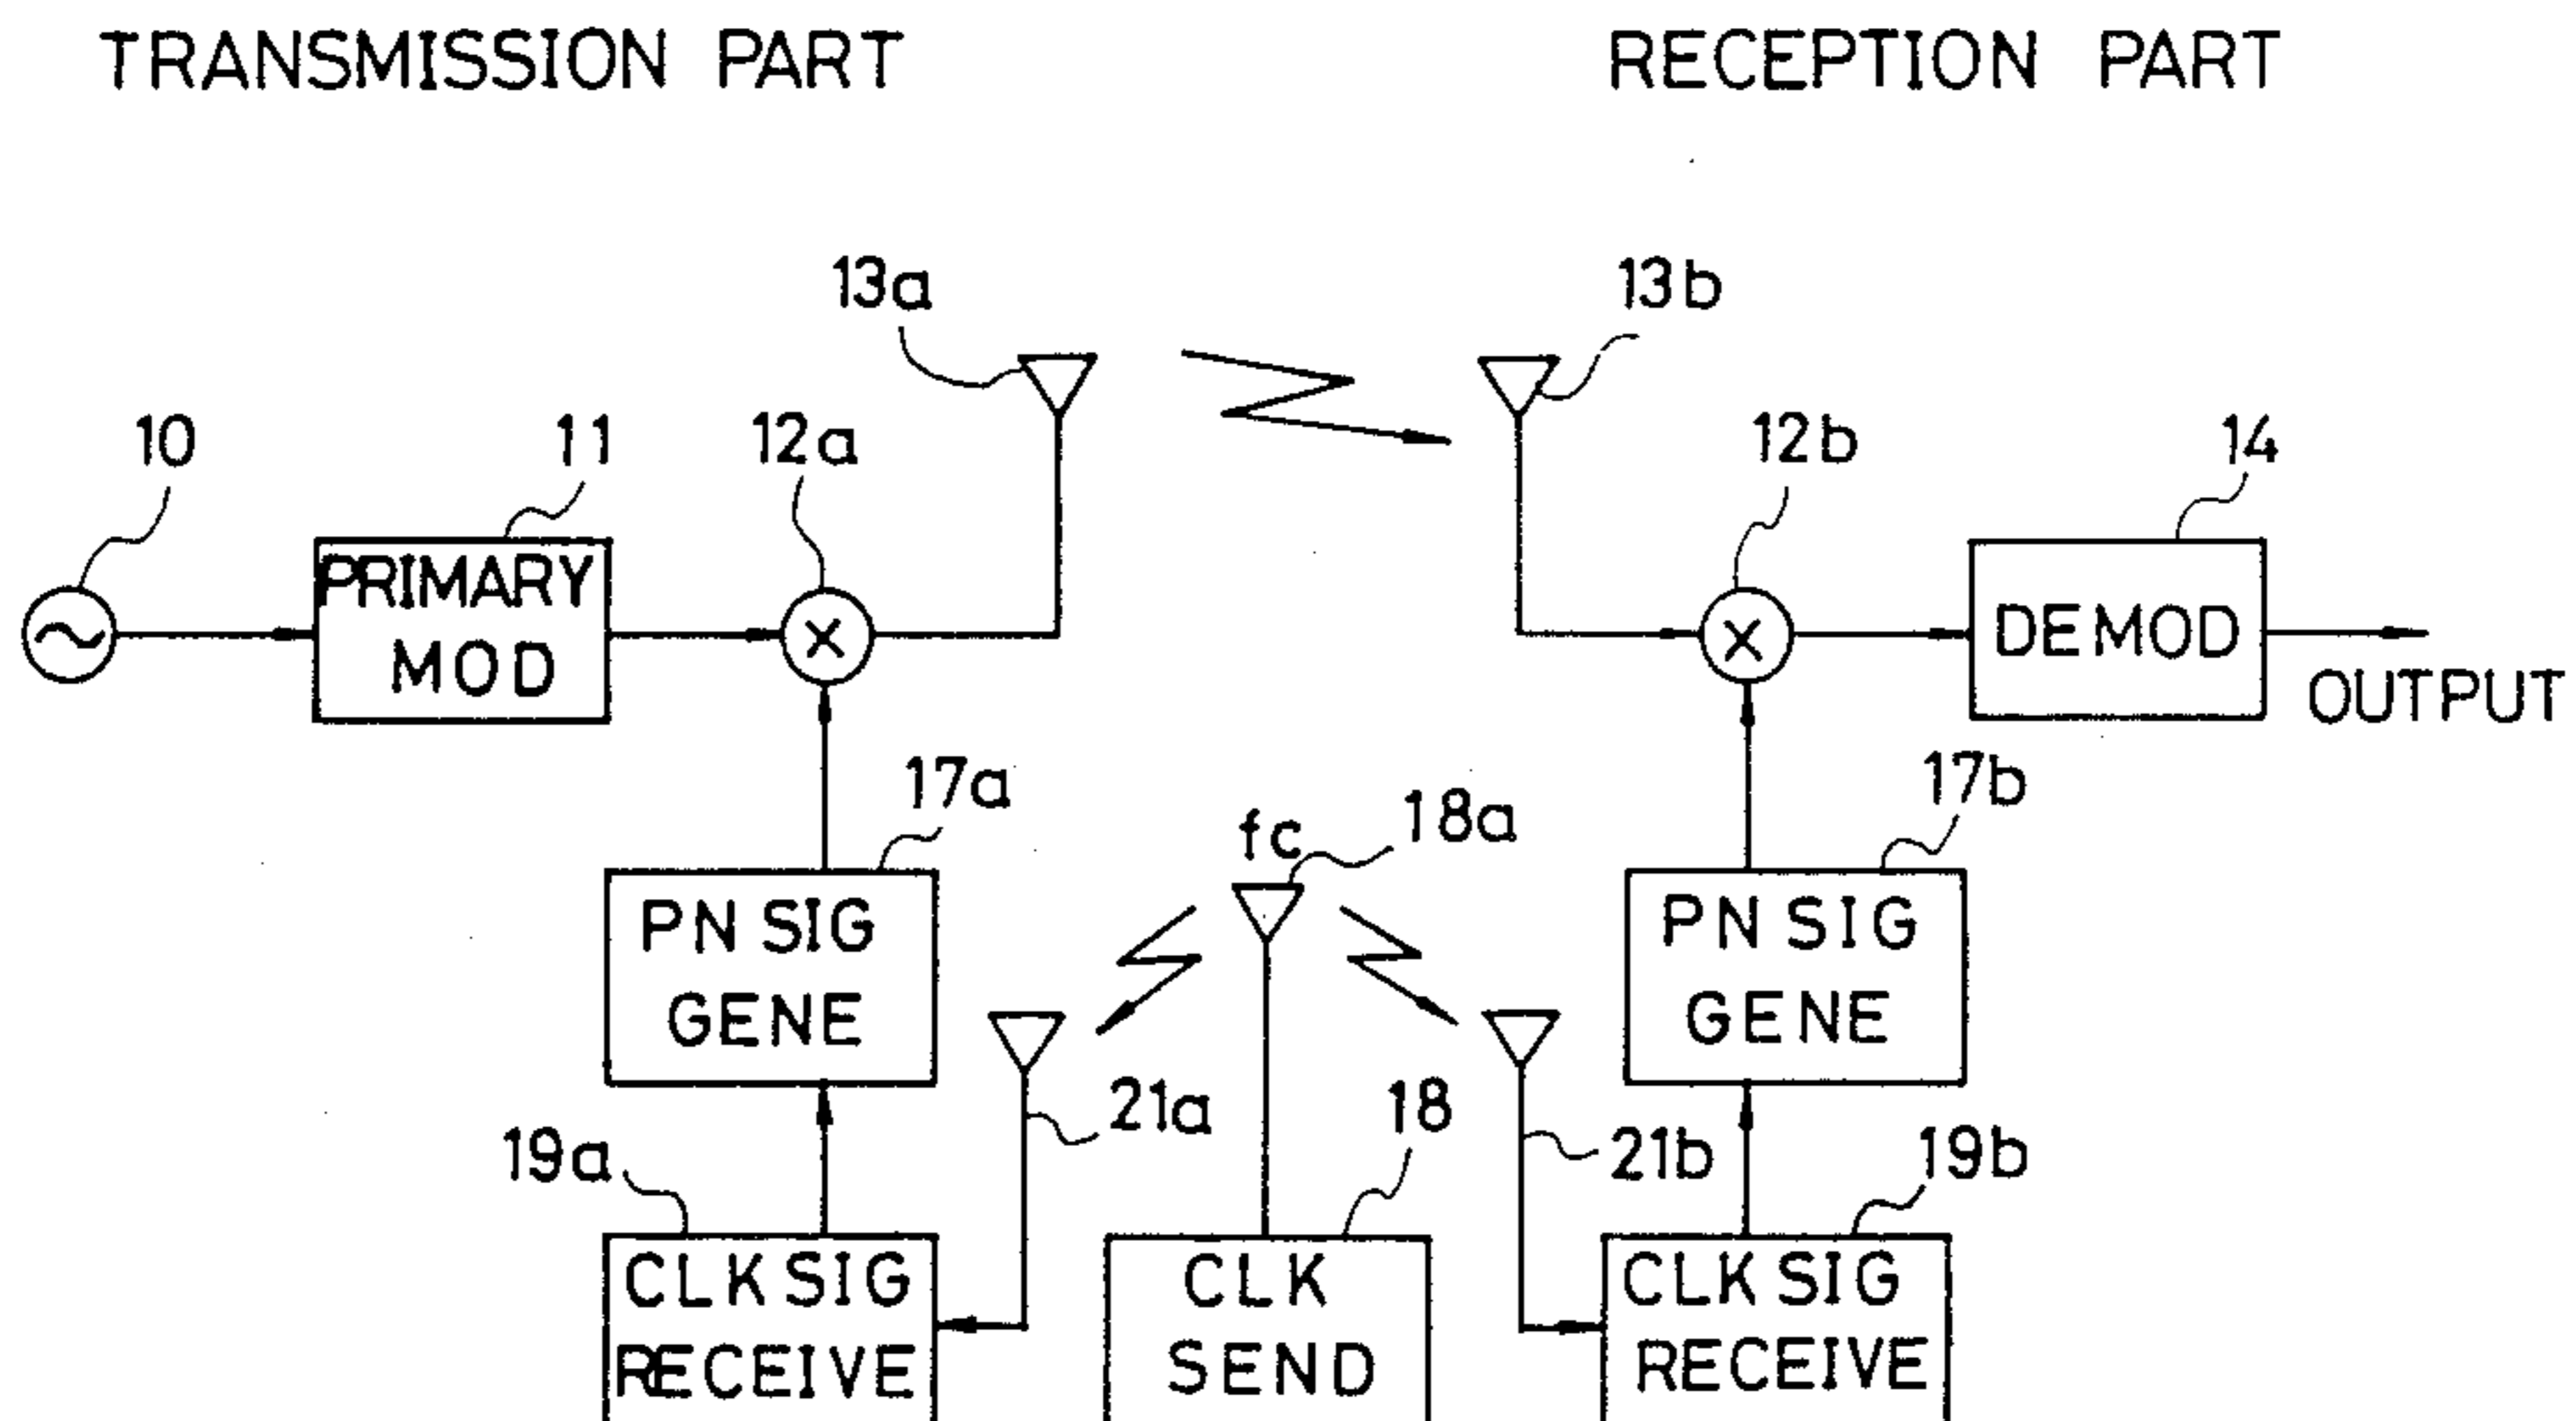 TRANSMISSION PART
RECEPTION PART
13a
13b
10
11
12a
12b
14
PRIMARY
MOD
DEMOD
OUTPUT
17a
fc
18a
17b
PN SIG
GENE
PN SIG
GENE
21a
18
21b
19a
19b
CLK SIG
RECEIVE
CLK
SEND
CLK SIG
RECEIVE